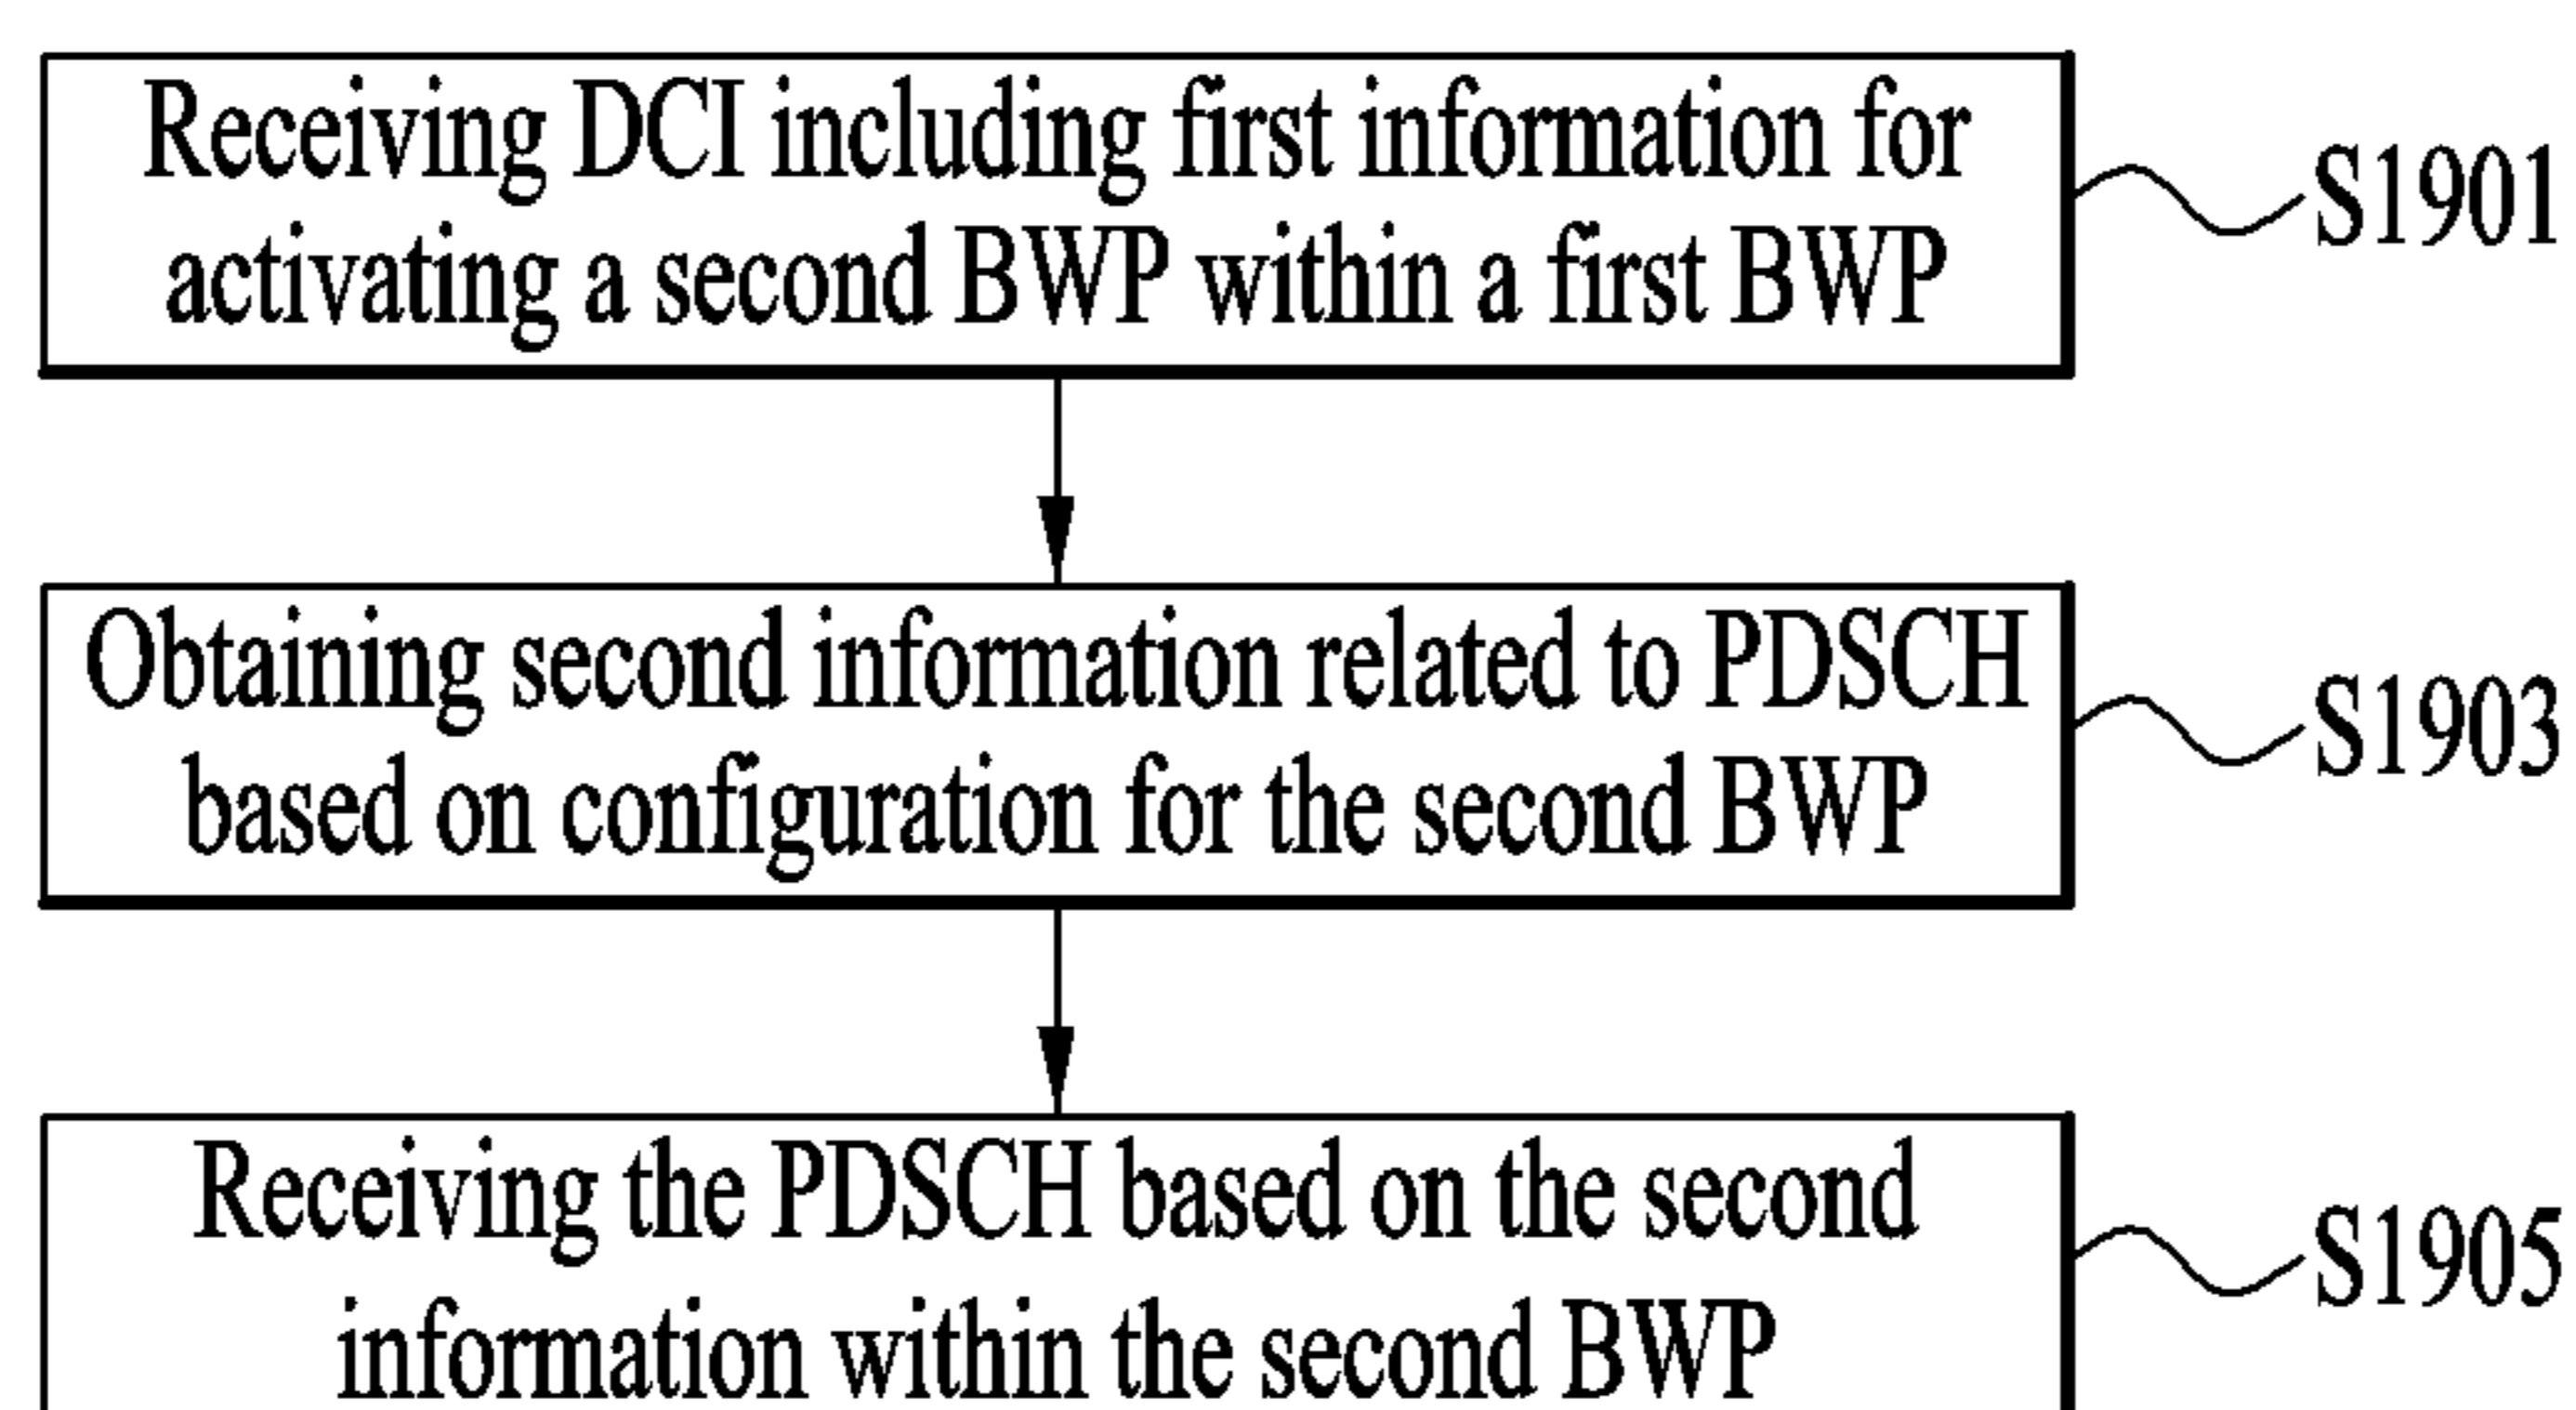 Receiving DCI including first information for
activating a second BWP within a first BWP
S1901
Obtaining second information related to PDSCH
based on configuration for the second BWP
S1903
Receiving the PDSCH based on the second
information within the second BWP
S1905